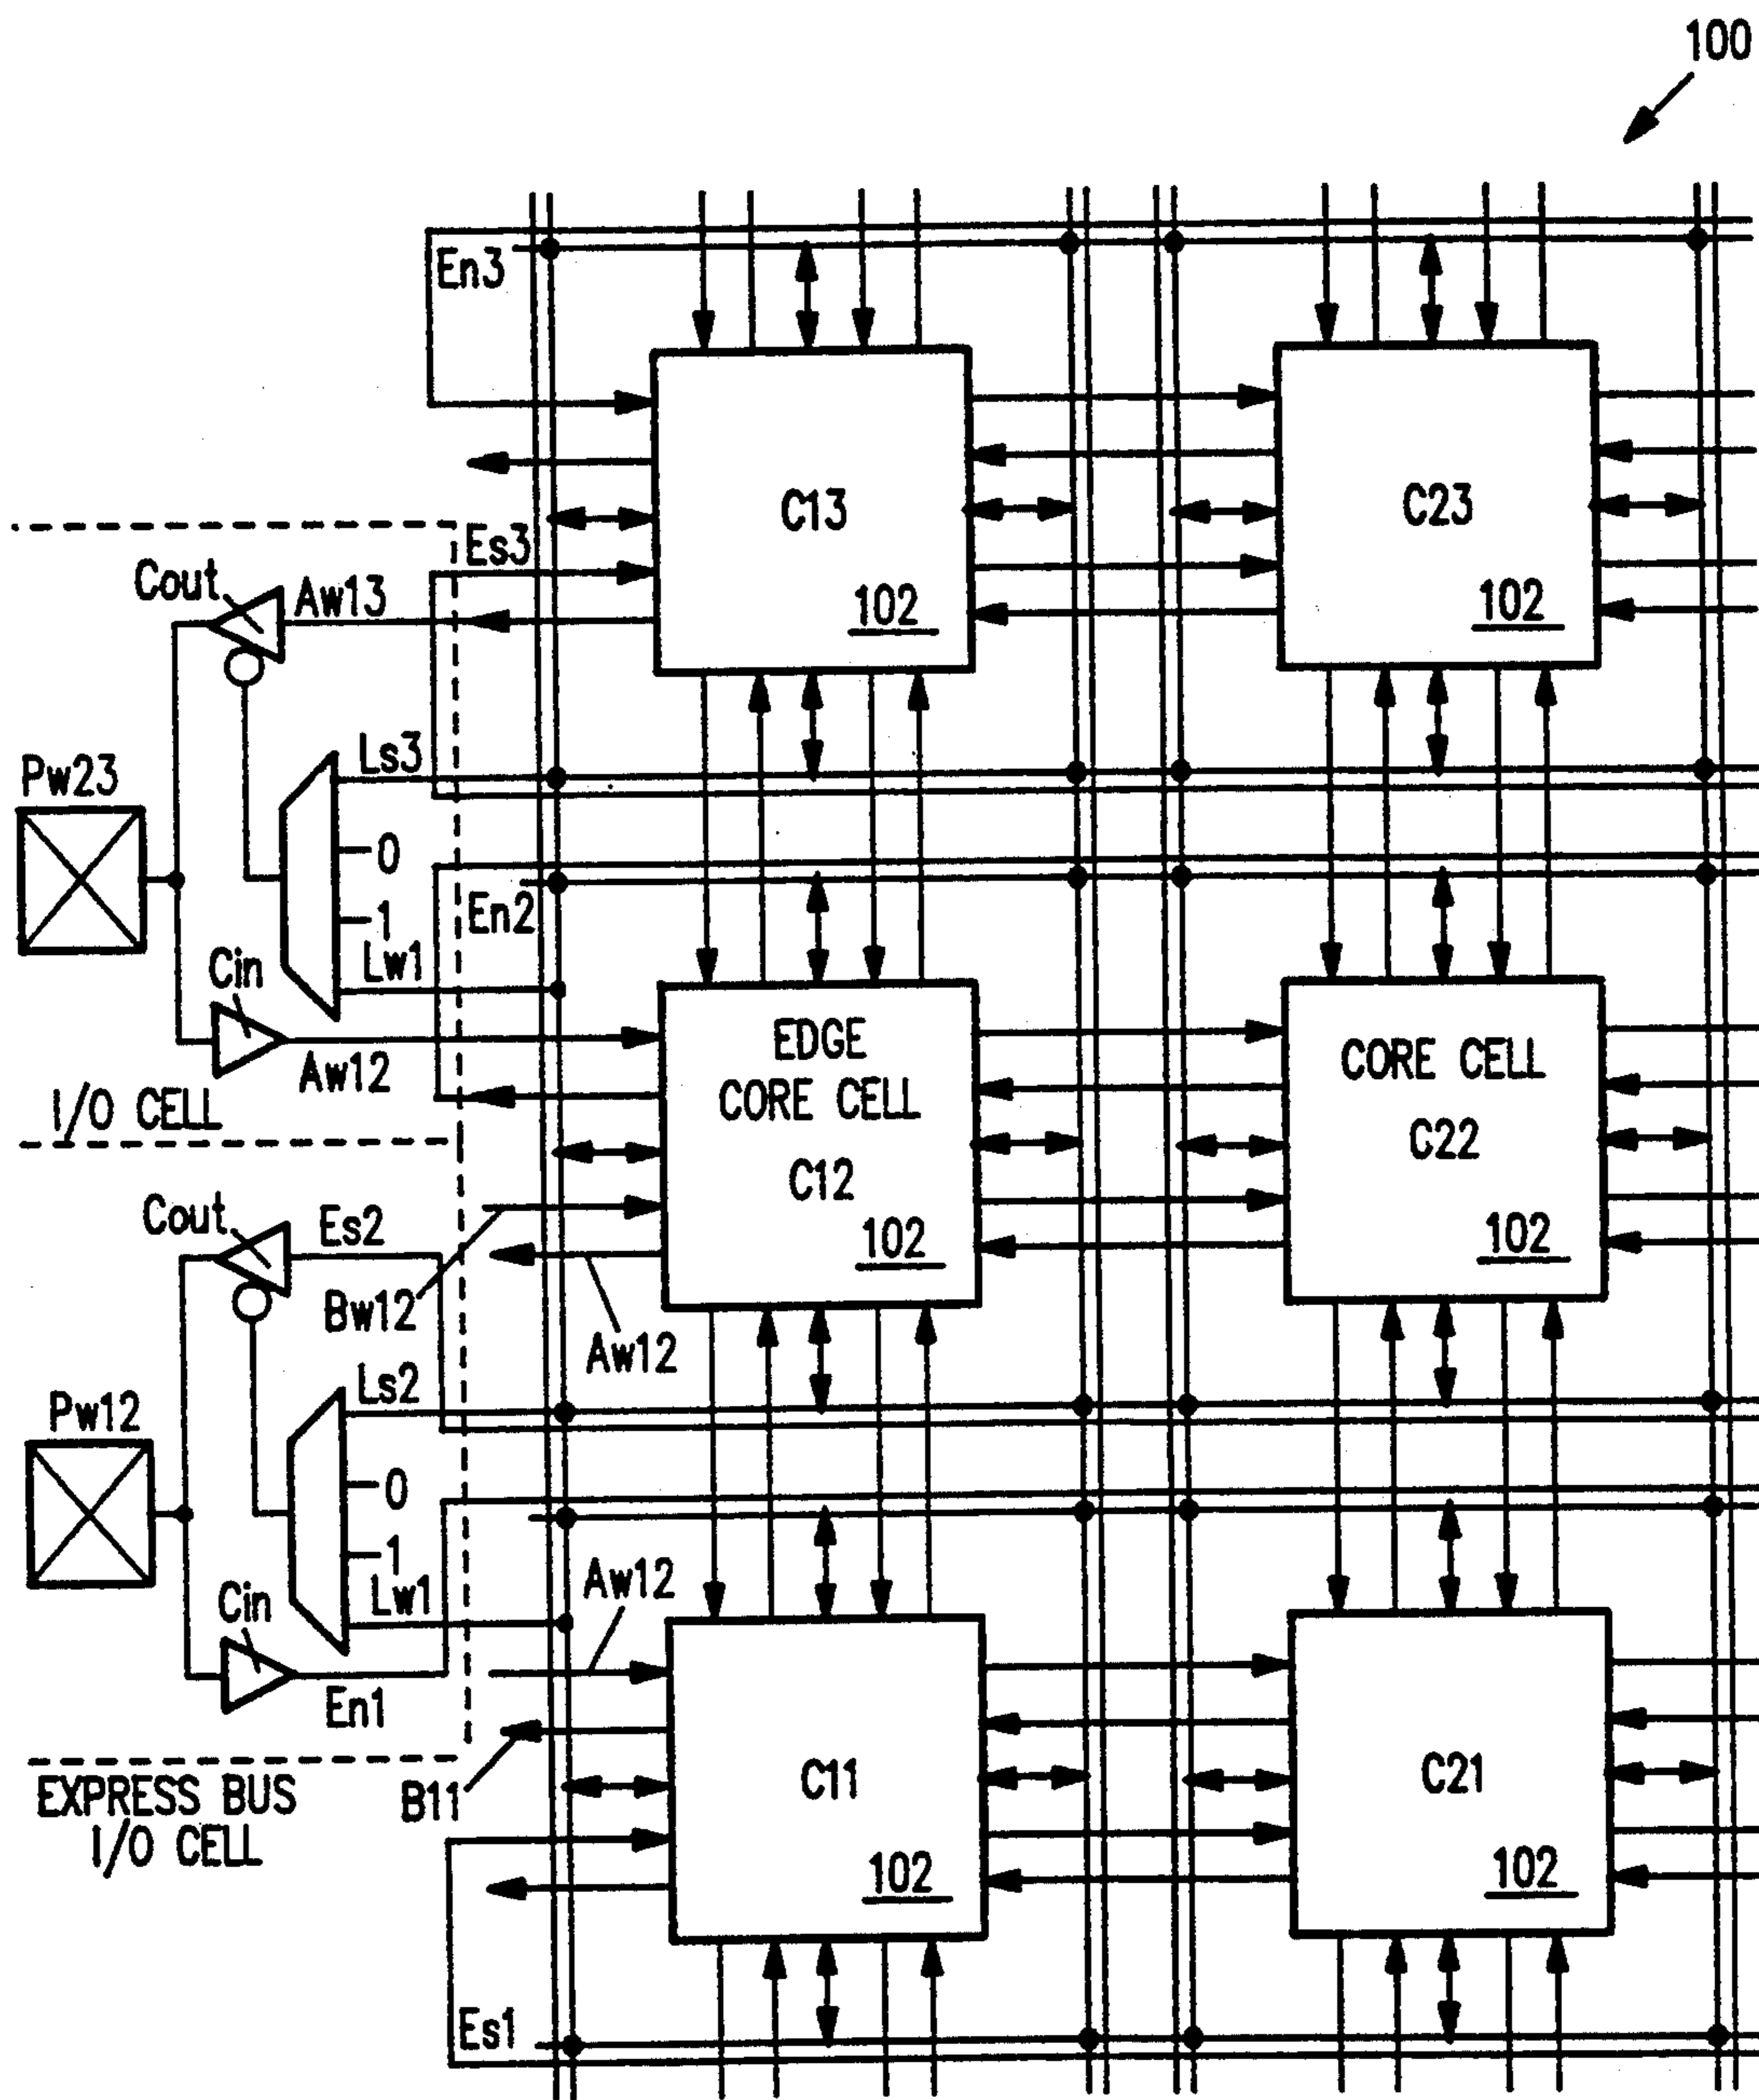 100
En3
C13
C23
Es3
Cout
Aw13
102
102
Pw23
Ls3
0
1
En2
Cin
Lw1
Aw12
EDGE
CORE CELL
C12
CORE CELL
C22
I/O CELL
Cout
Es2
102
102
Bw12
Aw12
Ls2
Pw12
0
1
Aw12
Cin
Lw1
En1
C11
C21
B11
EXPRESS BUS
I/O CELL
102
102
Es1